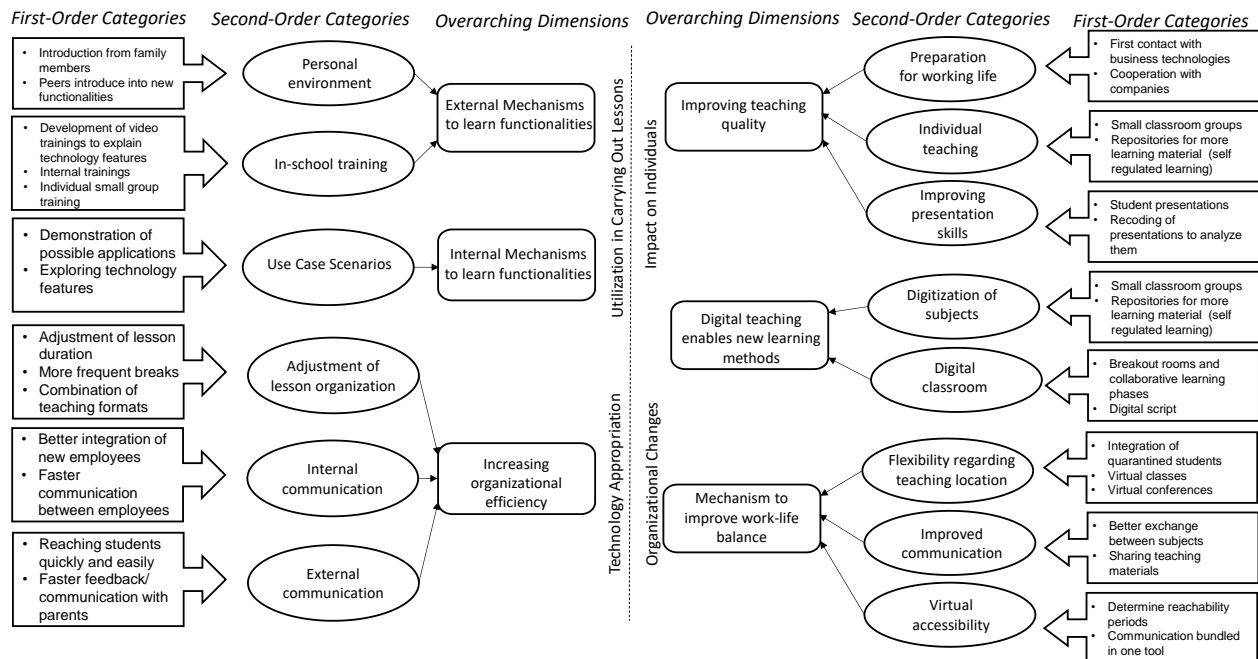 First-Order Categories
Second-Order Categories
Overarching Dimensions
• Introduction from family
members
• Peers introduce into new
functionalities
Personal
environment
External Mechanisms
to learn functionalities
• Development of video
trainings to explain
technology features
• Internal trainings
• Individual small group
training
In-school training
• Demonstration of
possible applications
• Exploring technology
features
Use Case Scenarios
Internal Mechanisms
to learn functionalities
• Adjustment of lesson
duration
• More frequent breaks
• Combination of
teaching formats
Adjustment of
lesson organization
• Better integration of
new employees
• Faster
communication
between employees
Internal
communication
Increasing
organizational
efficiency
• Reaching students
quickly and easily
• Faster feedback/
communication with
parents
External
communication
Utilization in Carrying Out Lessons
Technology Appropriation
Overarching Dimensions
Second-Order Categories
First-Order Categories
Impact on Individuals
Organizational Changes
Improving teaching
quality
Preparation
for working life
• First contact with
business technologies
• Cooperation with
companies
Individual
teaching
• Small classroom groups
• Repositories for more
learning material (self
regulated learning)
Improving
presentation
skills
• Student presentations
• Recoding of
presentations to analyze
them
Digital teaching
enables new learning
methods
Digitization of
subjects
• Small classroom groups
• Repositories for more
learning material (self
regulated learning)
Digital
classroom
• Breakout rooms and
collaborative learning
phases
• Digital script
Mechanism to
improve work-life
balance
Flexibility regarding
teaching location
• Integration of
quarantined students
• Virtual classes
• Virtual conferences
Improved
communication
• Better exchange
between subjects
• Sharing teaching
materials
Virtual
accessibility
• Determine reachability
periods
• Communication bundled
in one tool